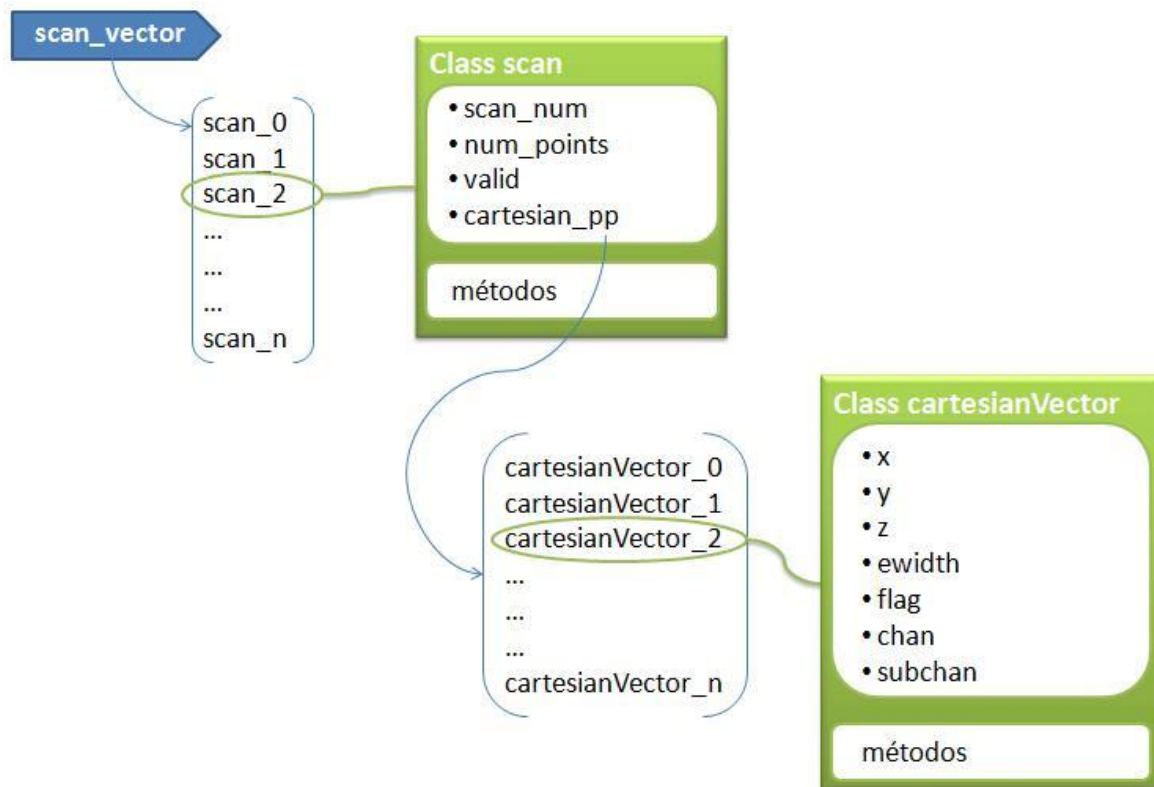 scan_vector
scan_0
scan_1
scan_2
...
...
...
scan_n
Class scan
• scan_num
• num_points
• valid
• cartesian_pp
métodos
cartesianVector_0
cartesianVector_1
cartesianVector_2
...
...
...
cartesianVector_n
Class cartesianVector
• x
• y
• z
• ewidth
• flag
• chan
• subchan
métodos